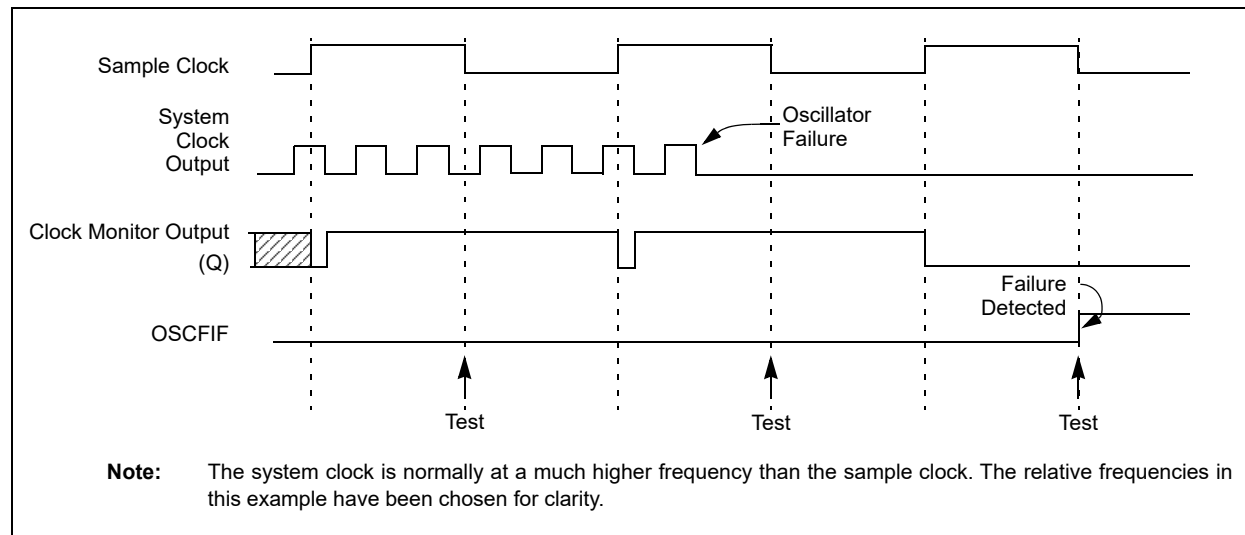 Sample Clock
System
Clock
Output
Oscillator
Failure
Clock Monitor Output
(Q)
Failure
Detected
OSCFIF
Test
Test
Test
Note: The system clock is normally at a much higher frequency than the sample clock. The relative frequencies in
this example have been chosen for clarity.